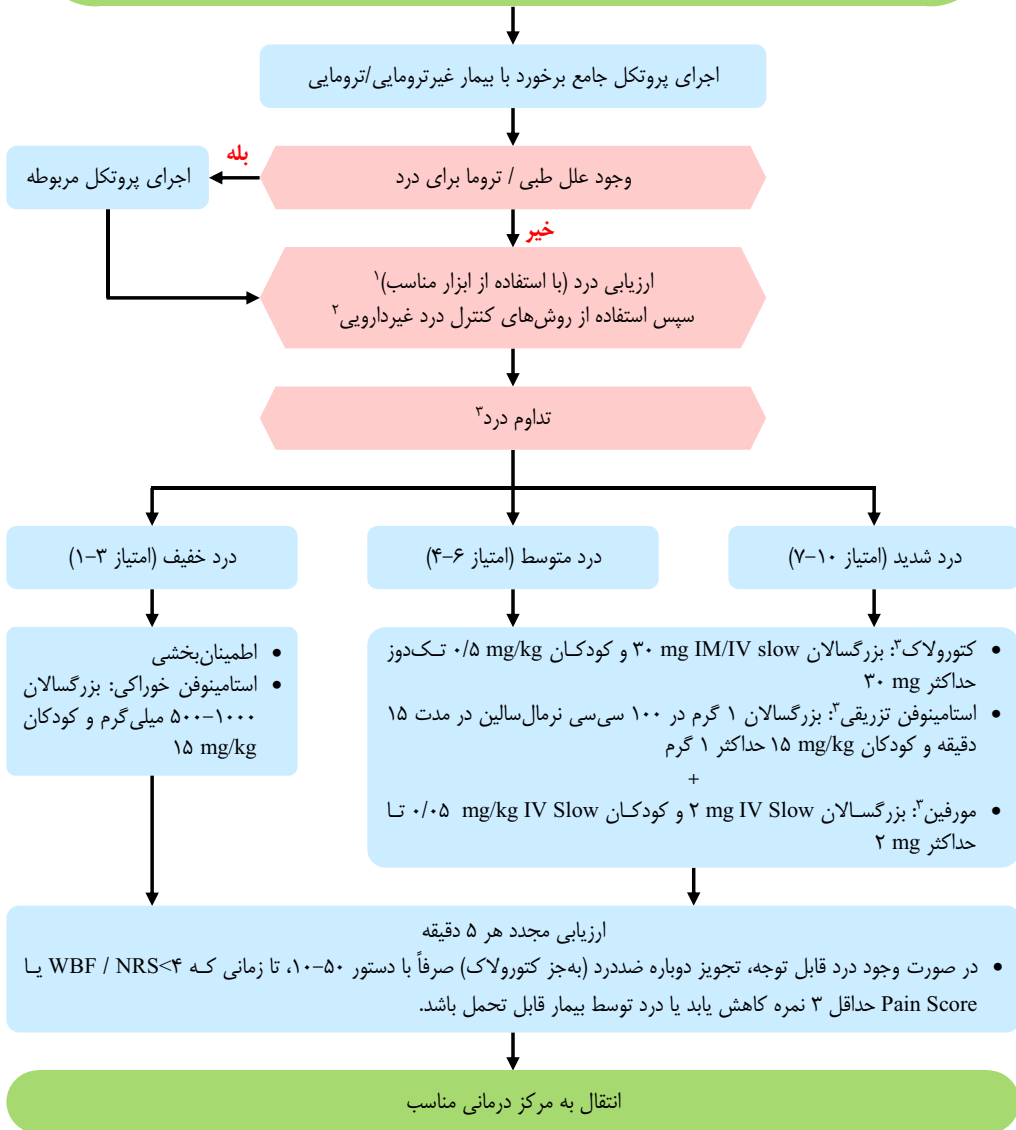 اجرای پروتکل جامع برخورد با بیمار غیرترومایی/ترومایی
وجود علل طبی / تروما برای درد
بله
اجرای پروتکل مربوطه
خیر
ارزیابی درد (با استفاده از ابزار مناسب)۱
سپس استفاده از روش‌های کنترل درد غیردارویی۲
تداوم درد۳
درد شدید (امتیاز ۱۰-۷)
درد متوسط (امتیاز ۶-۴)
درد خفیف (امتیاز ۳-۱)
• کتورولاک۳: بزرگسالان ۳۰ mg IM/IV slow و کودکان ۰/۵ mg/kg تک‌دوز
حداکثر ۳۰ mg
• استامینوفن تزریقی۳: بزرگسالان ۱ گرم در ۱۰۰ سی‌سی نرمال‌سالین در مدت ۱۵
دقیقه و کودکان ۱۵ mg/kg حداکثر ۱ گرم
+
• مورفین۳: بزرگسالان ۲ mg IV Slow و کودکان ۰/۰۵ mg/kg IV Slow تا
حداکثر ۲ mg
• اطمینان‌بخشی
• استامینوفن خوراکی: بزرگسالان
۱۰۰۰-۵۰۰ میلی‌گرم و کودکان
۱۵ mg/kg
ارزیابی مجدد هر ۵ دقیقه
• در صورت وجود درد قابل توجه، تجویز دوباره ضددرد (به‌جز کتورولاک) صرفاً با دستور ۵۰-۱۰، تا زمانی که WBF / NRS<۴ یا
Pain Score حداقل ۳ نمره کاهش یابد یا درد توسط بیمار قابل تحمل باشد.
انتقال به مرکز درمانی مناسب